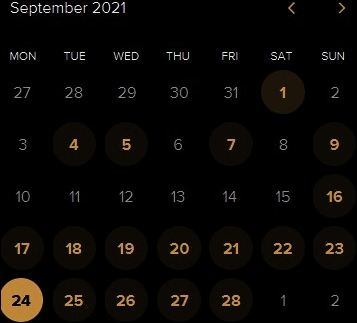 September 2021
MON TUE WED THU FRI SAT SUN
27 28 29 30 31 1 2
3 4 5 6 7 8 9
10 11 12 13 14 15 16
17 18 19 20 21 22 23
24 25 26 27 28 1 2